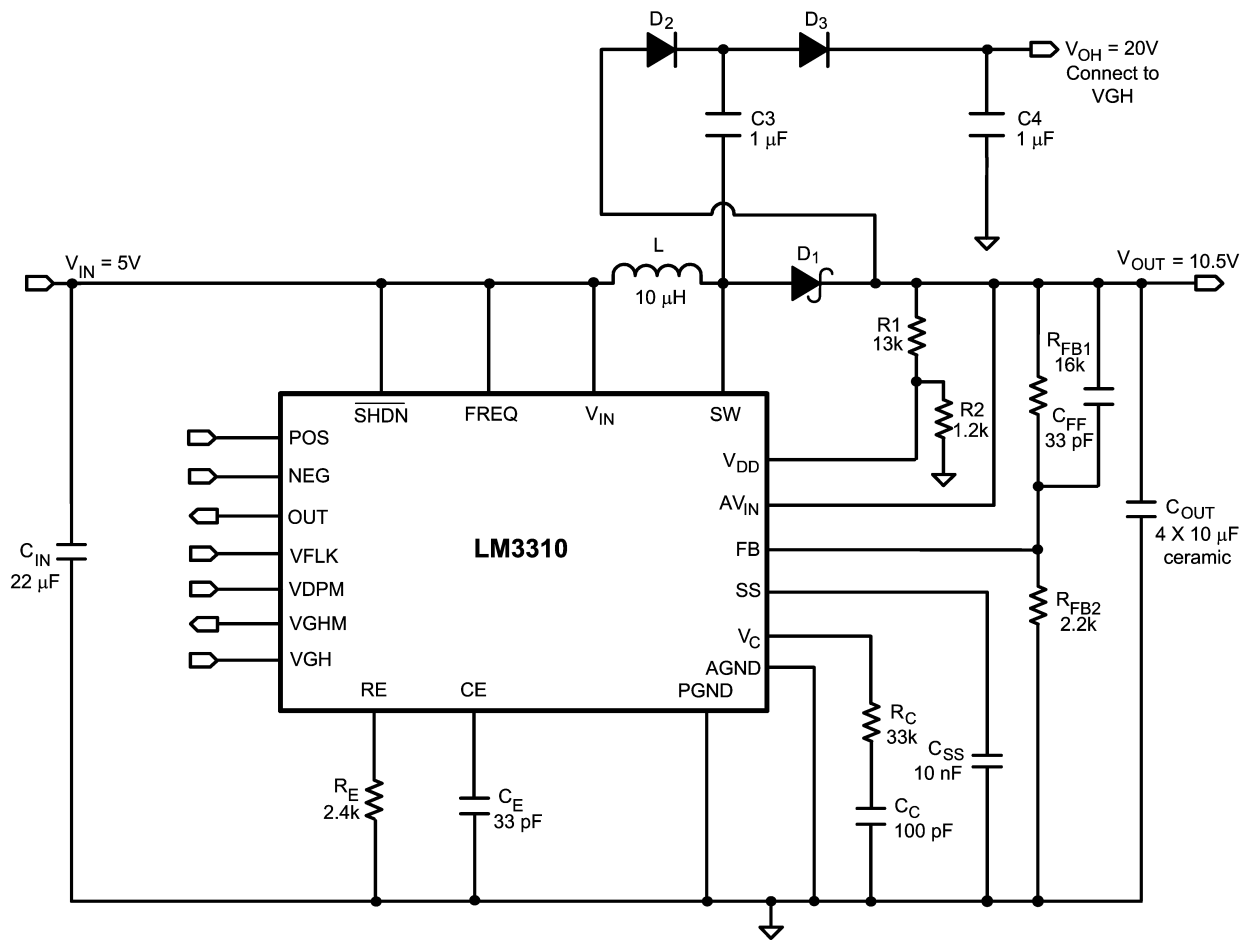 D2
D3
VOH = 20V
Connect to
VGH
C3
1 μF
C4
1 μF
VIN = 5V
L
10 μH
D1
VOUT = 10.5V
R1
13k
RFB1
16k
R2
1.2k
CFF
33 pF
SHDN
FREQ
VIN
SW
POS
NEG
OUT
VFLK
VDPM
VGHM
VGH
VDD
AVIN
FB
SS
VC
AGND
LM3310
RE
CE
PGND
CIN
22 μF
COUT
4 X 10 μF
ceramic
RFB2
2.2k
RC
33k
CSS
10 nF
RE
2.4k
CE
33 pF
CC
100 pF